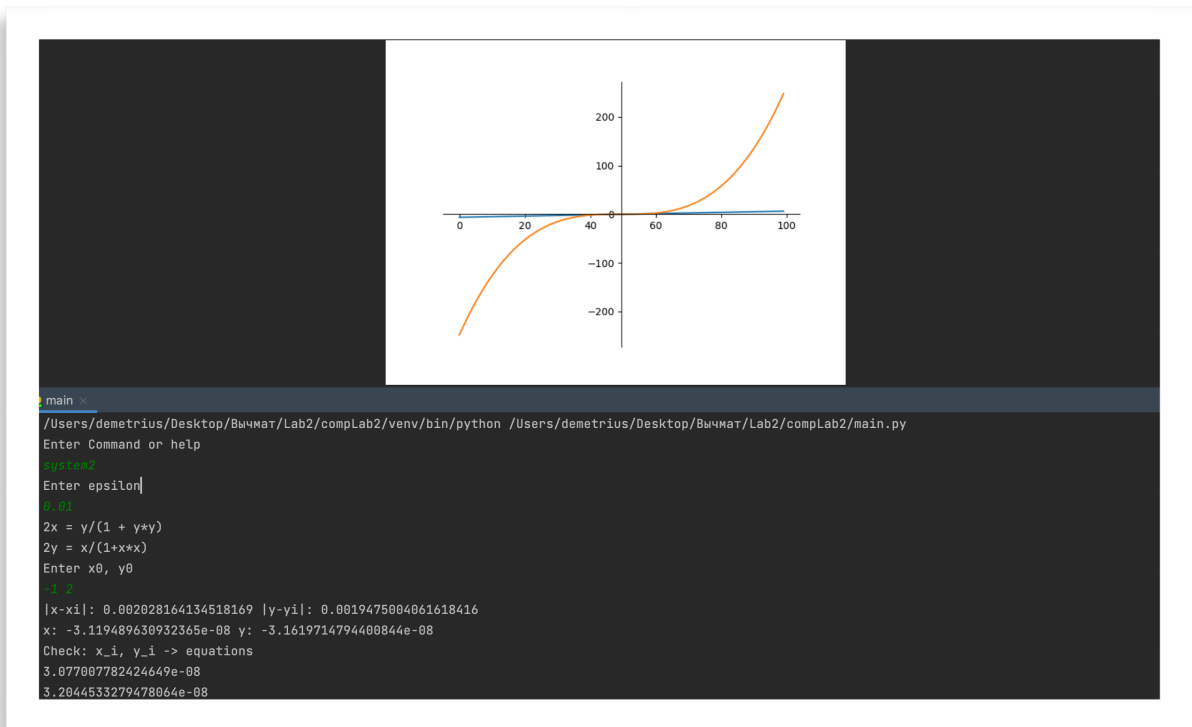 200
100
0
0 20 40 60 80 100
−100
−200
main ×
/Users/demetrius/Desktop/Вычмат/Lab2/compLab2/venv/bin/python /Users/demetrius/Desktop/Вычмат/Lab2/compLab2/main.py
Enter Command or help
system2
Enter epsilon
0.01
2x = y/(1 + y*y)
2y = x/(1+x*x)
Enter x0, y0
-1 2
|x-xi|: 0.002028164134518169 |y-yi|: 0.0019475004061618416
x: -3.119489630932365e-08 y: -3.1619714794400844e-08
Check: x_i, y_i -> equations
3.077007782424649e-08
3.2044533279478064e-08